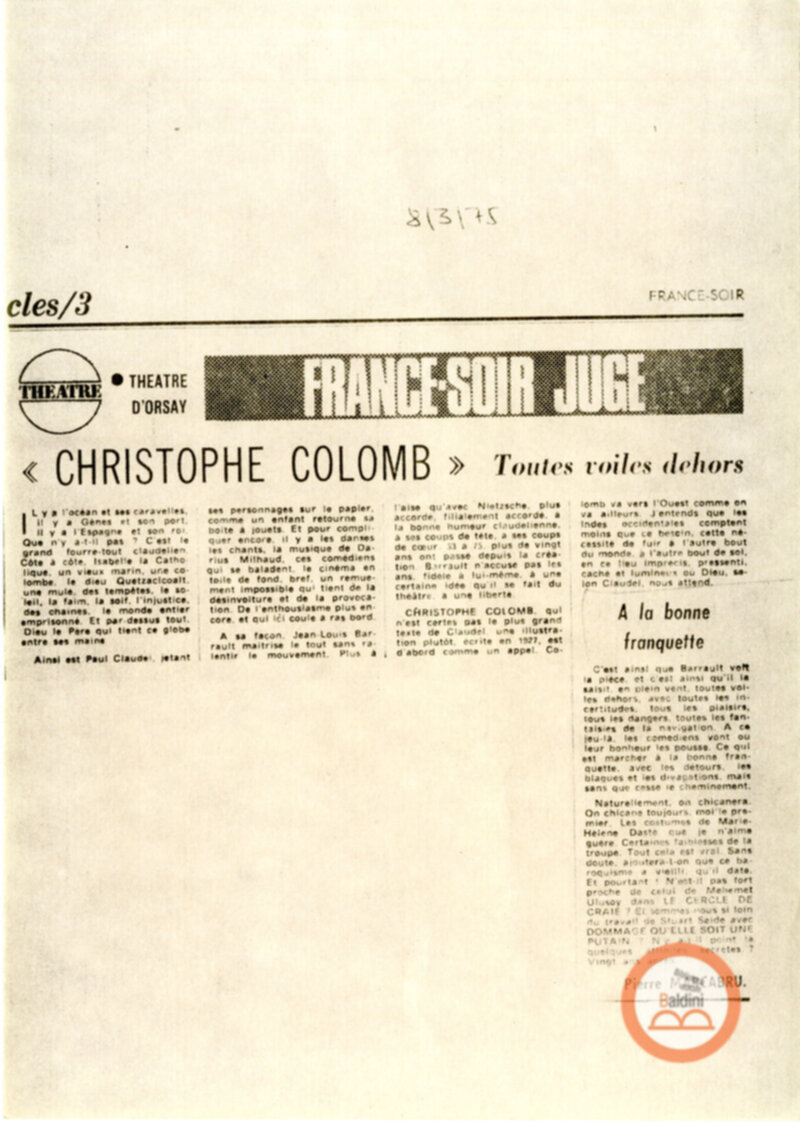 8/3/75
cles/3
FRANCE-SOIR
THEATRE
● THEATRE
D'ORSAY
FRANCE-SOIR JUGE
« CHRISTOPHE COLOMB » Toutes voiles dehors
IL y a l'océan et ses caravelles,
il y a Gênes et son port,
il y a l'Espagne et son roi.
Que n'y a-t-il pas ? C'est le
grand fourre-tout claudelien.
Côte à côte, Isabelle la Catho-
lique, un vieux marin, une co-
lombe, le dieu Quetzaclcoalt,
une mule, des tempêtes, le so-
leil, la faim, la soif, l'injustice,
des chaines, le monde entier
emprisonné. Et par dessus tout,
Dieu le Père qui tient ce globe
entre ses mains
Ainsi est Paul Claudel, jetant
ses personnages sur le papier,
comme un enfant retourne sa
boîte à jouets. Et pour compli-
quer encore, il y a les danses
les chants, la musique de Da-
rius Milhaud, ces comédiens
qui se baladent, le cinéma en
toile de fond, bref, un remue-
ment impossible qui tient de la
désinvolture et de la provoca-
tion. De l'enthousiasme plus en-
core, et qui ici coule à ras bord.
A sa façon, Jean-Louis Bar-
rault maîtrise le tout sans ra-
lentir le mouvement. Plus à
l'aise qu'avec Nietzsche, plus
accordé, filialement accordé, à
la bonne humeur claudelienne,
à ses coups de tête, à ses coups
de cœur. 53 à 75, plus de vingt
ans ont passé depuis la créa-
tion. Barrault n'accuse pas les
ans, fidèle à lui-même, à une
certaine idée qu'il se fait du
théâtre, à une liberté.
CHRISTOPHE COLOMB, qui
n'est certes pas le plus grand
texte de Claudel, une illustra-
tion plutôt, écrite en 1927, est
d'abord comme un appel. Co-
lomb va vers l'Ouest comme on
va ailleurs. J'entends que les
Indes occidentales comptent
moins que ce besoin, cette né-
cessité de fuir à l'autre bout
du monde, à l'autre bout de soi,
en ce lieu imprécis, pressenti,
caché et lumineux où Dieu, se-
lon Claudel, nous attend.
A la bonne
franquette
C'est ainsi que Barrault voit
la pièce, et c'est ainsi qu'il la
saisit, en plein vent, toutes voi-
les dehors, avec toutes les in-
certitudes, tous les plaisirs,
tous les dangers, toutes les fan-
taisies de la navigation. A ce
jeu-là, les comédiens vont où
leur bonheur les pousse. Ce qui
est marcher à la bonne fran-
quette, avec les détours, les
blagues et les divagations, mais
sans que cesse le cheminement.
Naturellement, on chicanera.
On chicane toujours, moi le pre-
mier. Les costumes de Marie-
Hélène Dasté que je n'aime
guère. Certaines faiblesses de la
troupe. Tout cela est vrai. Sans
doute, ajoutera-t-on que ce ba-
roquisme a vieilli, qu'il date.
Et pourtant ? N'est-il pas fort
proche de celui de Mehemet
Ulusoy dans LE CERCLE DE
CRAIE ? Et sommes-nous si loin
du travail de Stuart Seide avec
DOMMAGE QU'ELLE SOIT UNE
PUTAIN ? N'y a-t-il point là
quelques secrètes ?
Vingt ans
Pierre MARCABRU.
Baldini